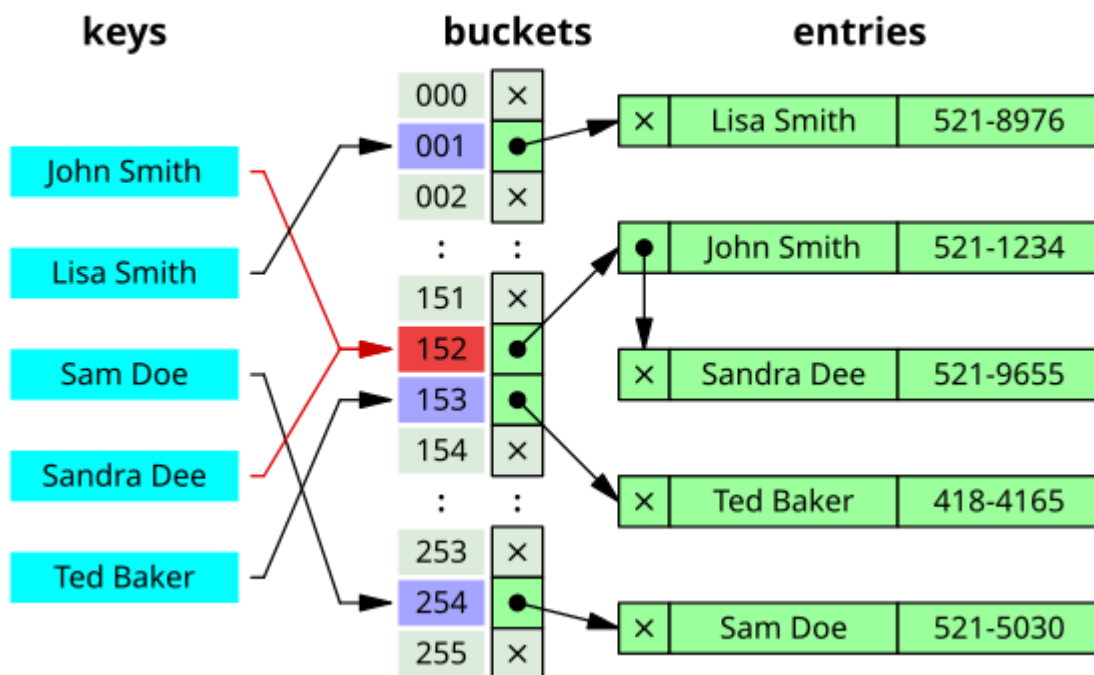 keys
buckets
entries
John Smith
Lisa Smith
Sam Doe
Sandra Dee
Ted Baker
000 ×
001
002 ×
: :
151 ×
152
153
154 ×
: :
253 ×
254
255 ×
× Lisa Smith 521-8976
John Smith 521-1234
× Sandra Dee 521-9655
× Ted Baker 418-4165
× Sam Doe 521-5030